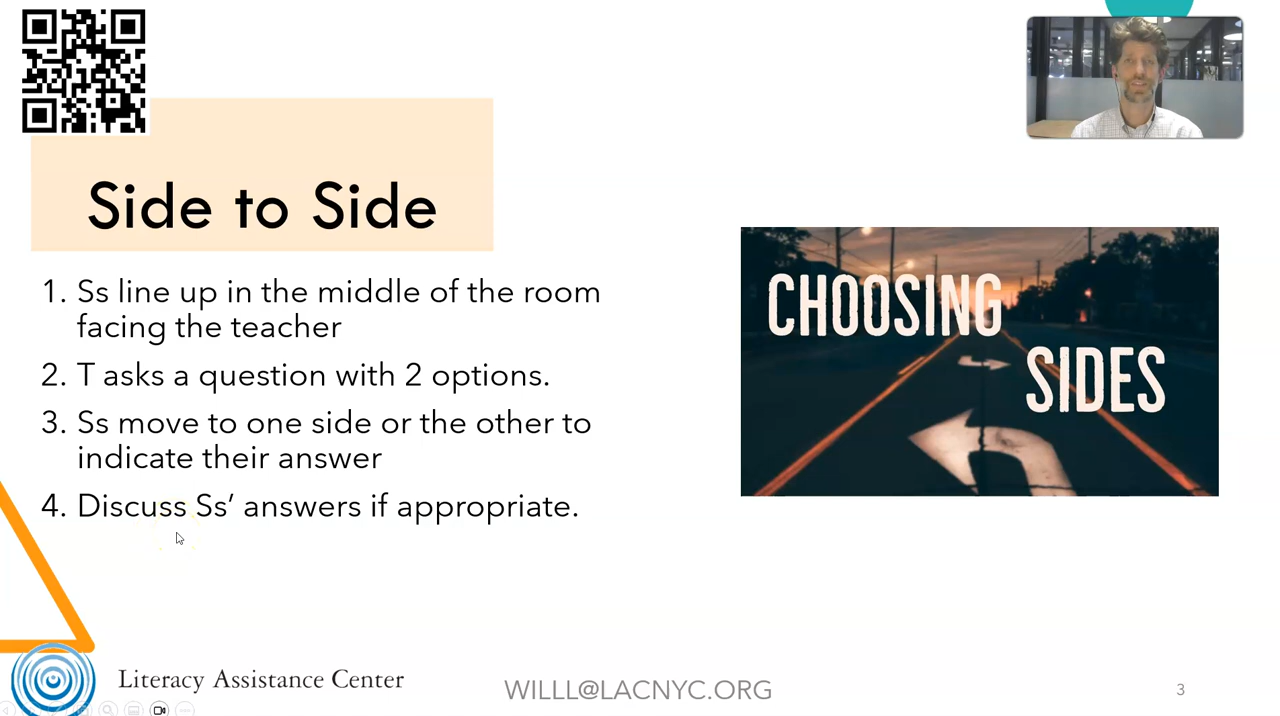 Side to Side
1. Ss line up in the middle of the room
facing the teacher
2. T asks a question with 2 options.
3. Ss move to one side or the other to
indicate their answer
4. Discuss Ss’ answers if appropriate.
CHOOSING
SIDES
Literacy Assistance Center
WILLL@LACNYC.ORG
3